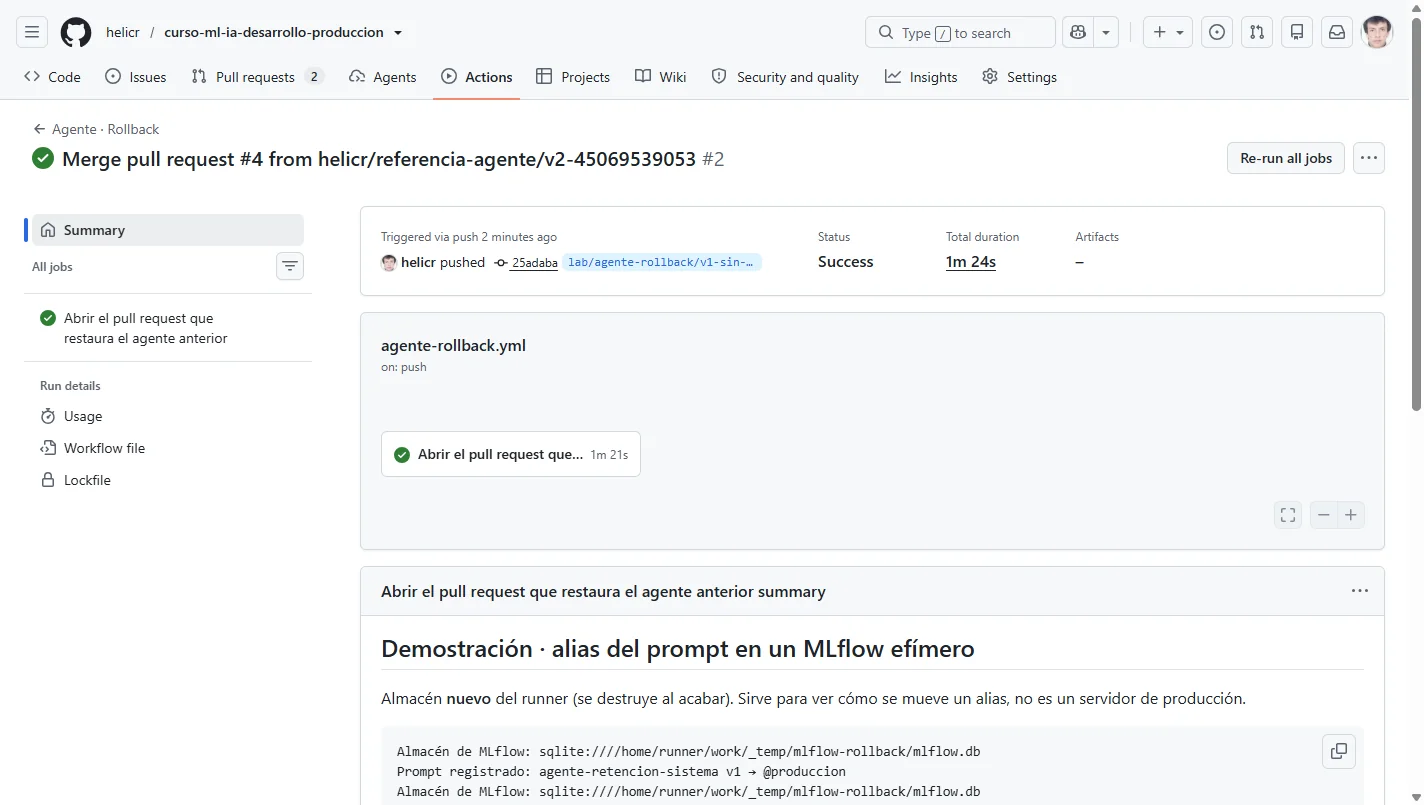 helicr / curso-ml-ia-desarrollo-produccion
Type / to search
Code
Issues
Pull requests 2
Agents
Actions
Projects
Wiki
Security and quality
Insights
Settings
← Agente · Rollback
Merge pull request #4 from helicr/referencia-agente/v2-45069539053 #2
Re-run all jobs
Summary
All jobs
Abrir el pull request que
restaura el agente anterior
Run details
Usage
Workflow file
Lockfile
Triggered via push 2 minutes ago
helicr pushed 25adaba lab/agente-rollback/v1-sin-…
Status
Success
Total duration
1m 24s
Artifacts
–
agente-rollback.yml
on: push
Abrir el pull request que... 1m 21s
Abrir el pull request que restaura el agente anterior summary
Demostración · alias del prompt en un MLflow efímero
Almacén nuevo del runner (se destruye al acabar). Sirve para ver cómo se mueve un alias, no es un servidor de producción.
Almacén de MLflow: sqlite:////home/runner/work/_temp/mlflow-rollback/mlflow.db
Prompt registrado: agente-retencion-sistema v1 → @produccion
Almacén de MLflow: sqlite:////home/runner/work/_temp/mlflow-rollback/mlflow.db